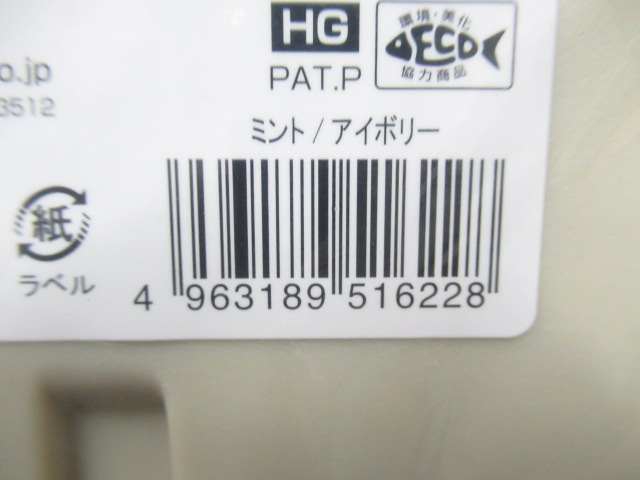 HG
環境・美化
DECO
協力商品
o.jp
PAT.P
3512
ミント/アイボリー
紙
ラベル
4 963189 516228